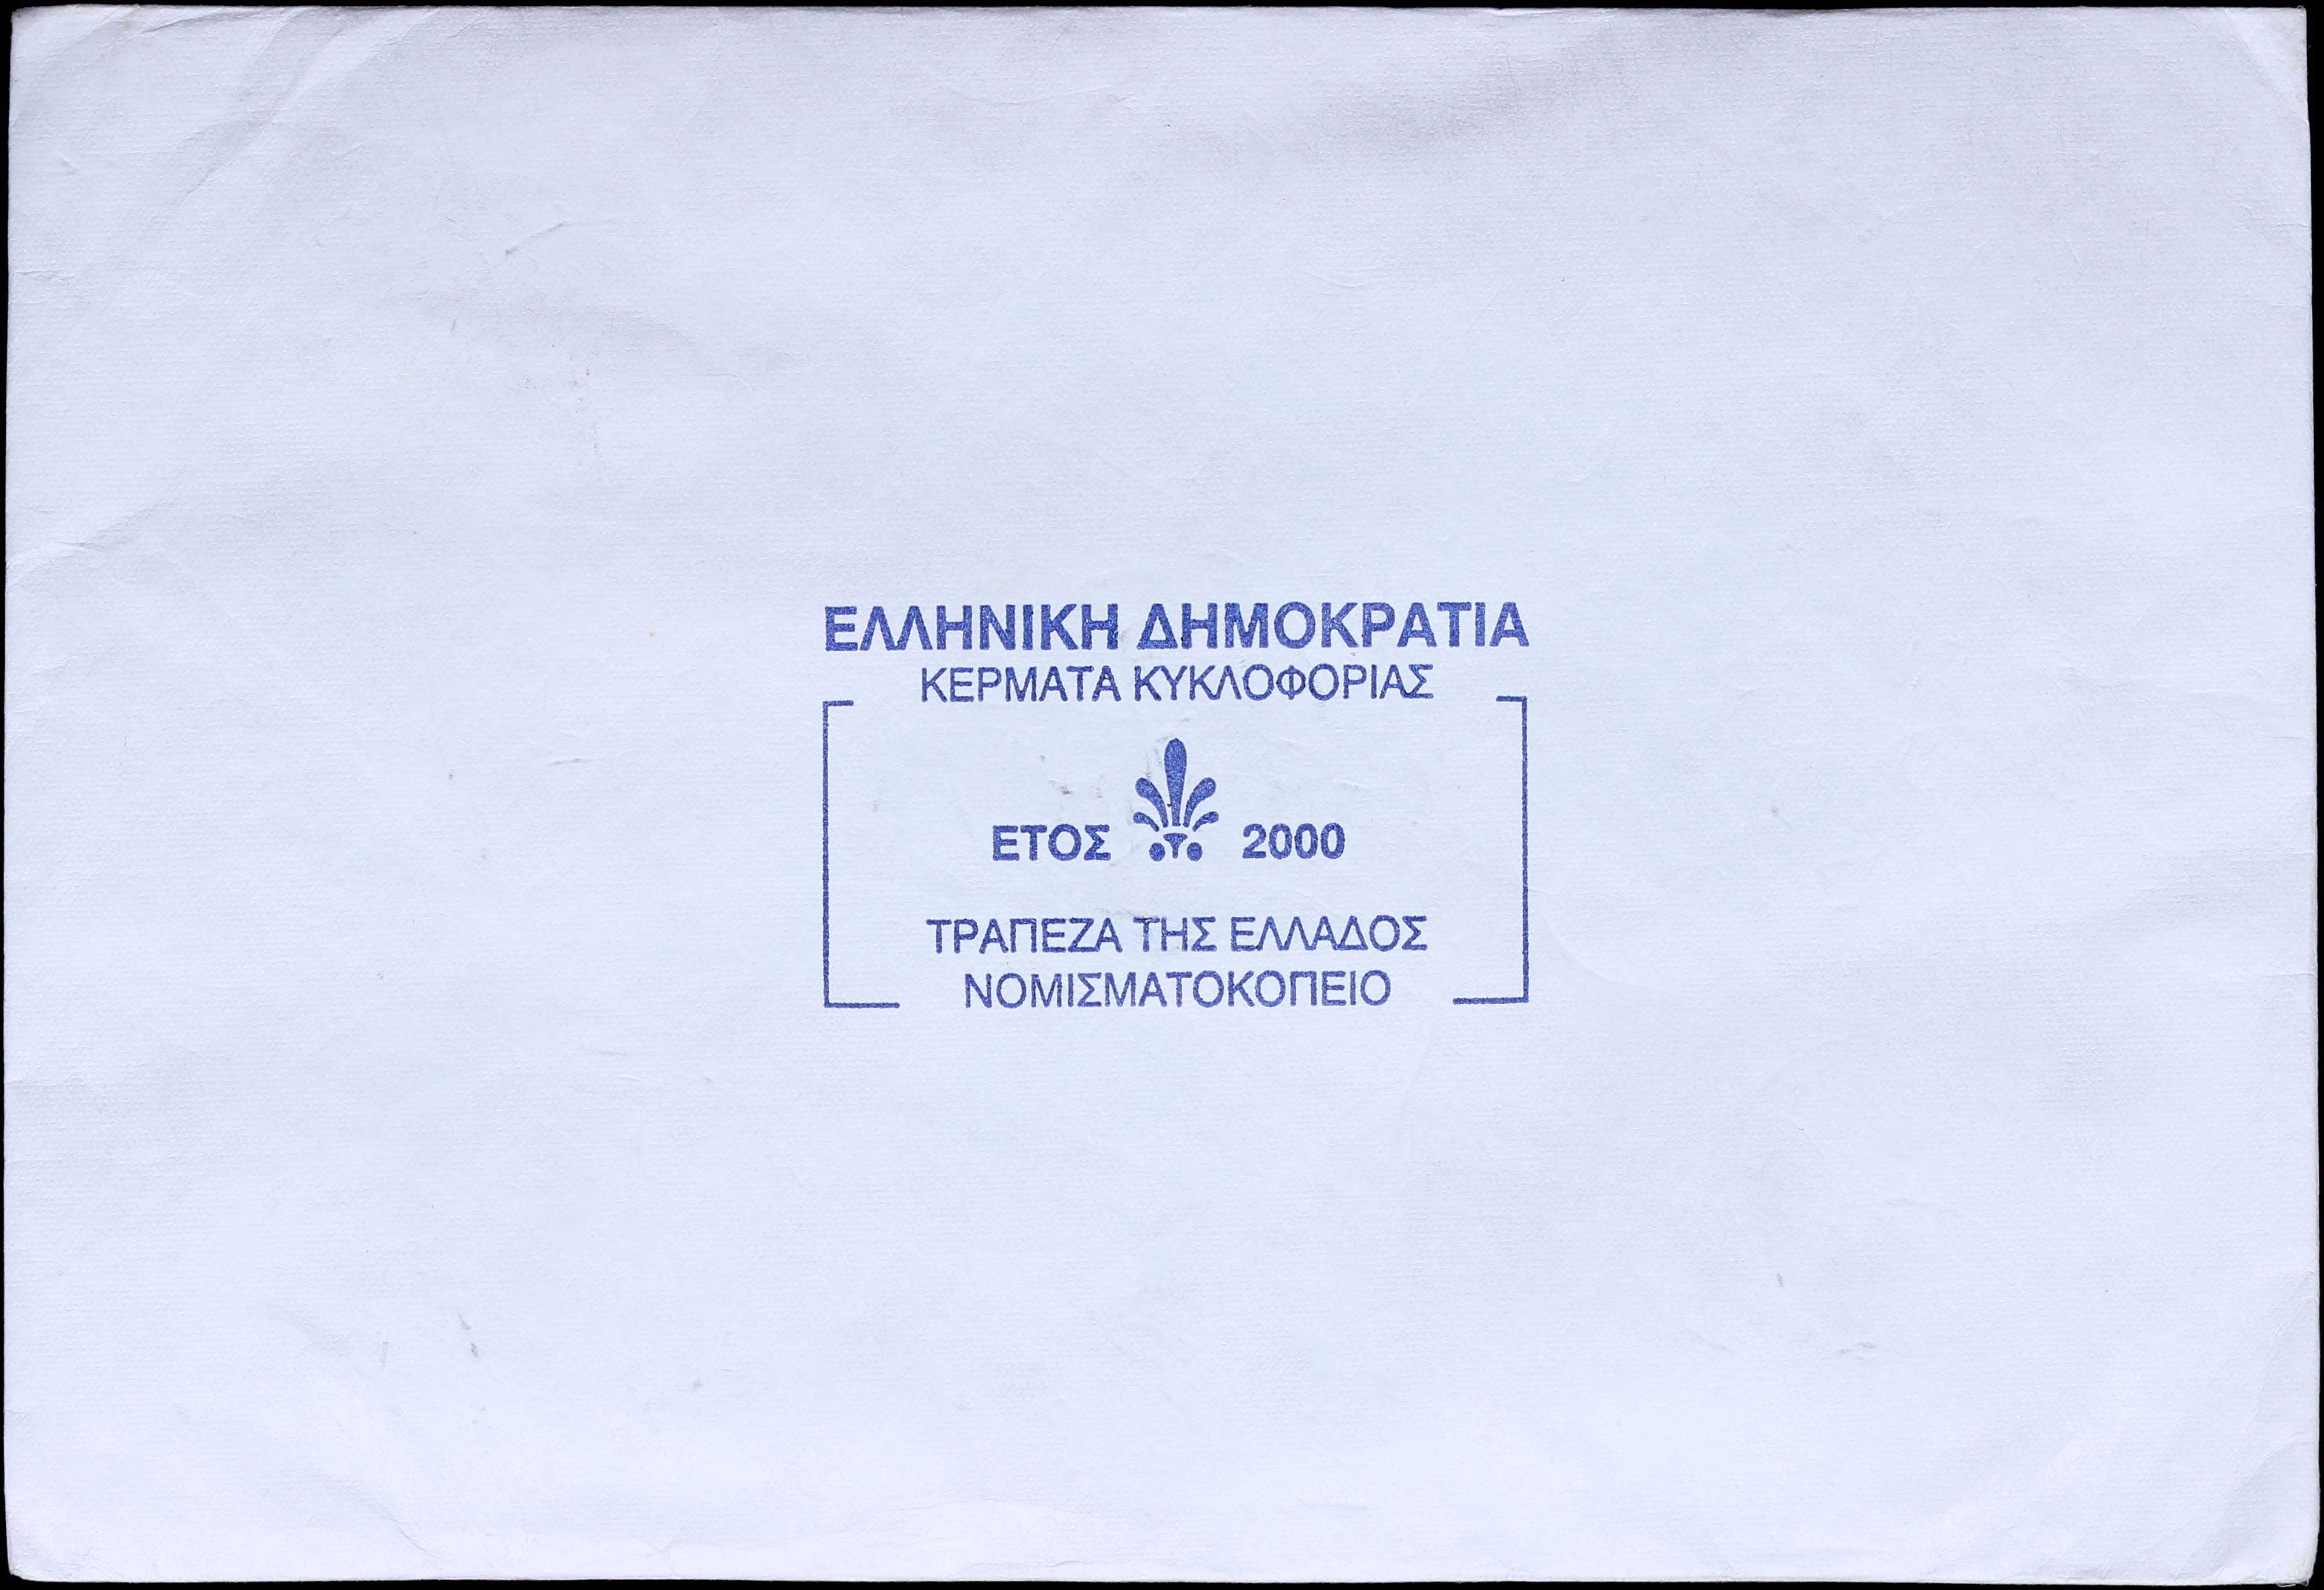 ΕΛΛΗΝΙΚΗ ΔΗΜΟΚΡΑΤΙΑ
ΚΕΡΜΑΤΑ ΚΥΚΛΟΦΟΡΙΑΣ
ΕΤΟΣ 2000
ΤΡΑΠΕΖΑ ΤΗΣ ΕΛΛΑΔΟΣ
ΝΟΜΙΣΜΑΤΟΚΟΠΕΙΟ